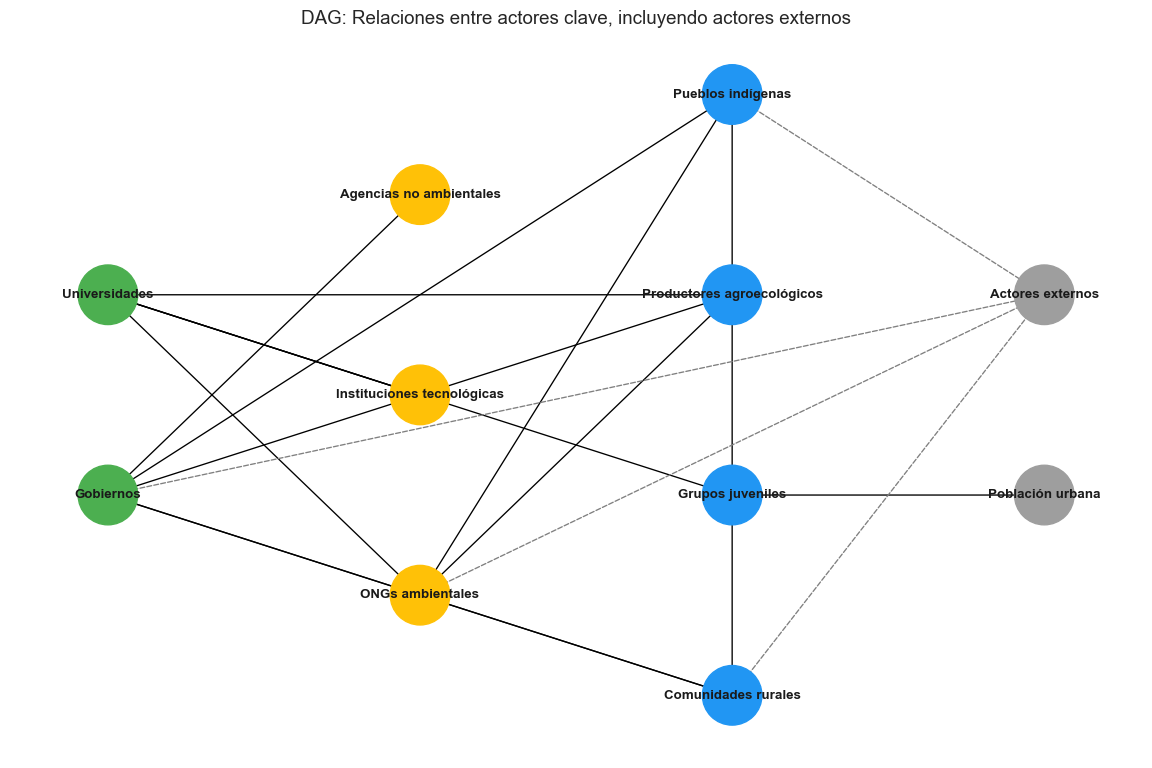 DAG: Relaciones entre actores clave, incluyendo actores externos
Pueblos indígenas
Agencias no ambientales
Universidades
Productores agroecológicos
Actores externos
Instituciones tecnológicas
Gobiernos
Grupos juveniles
Población urbana
ONGs ambientales
Comunidades rurales